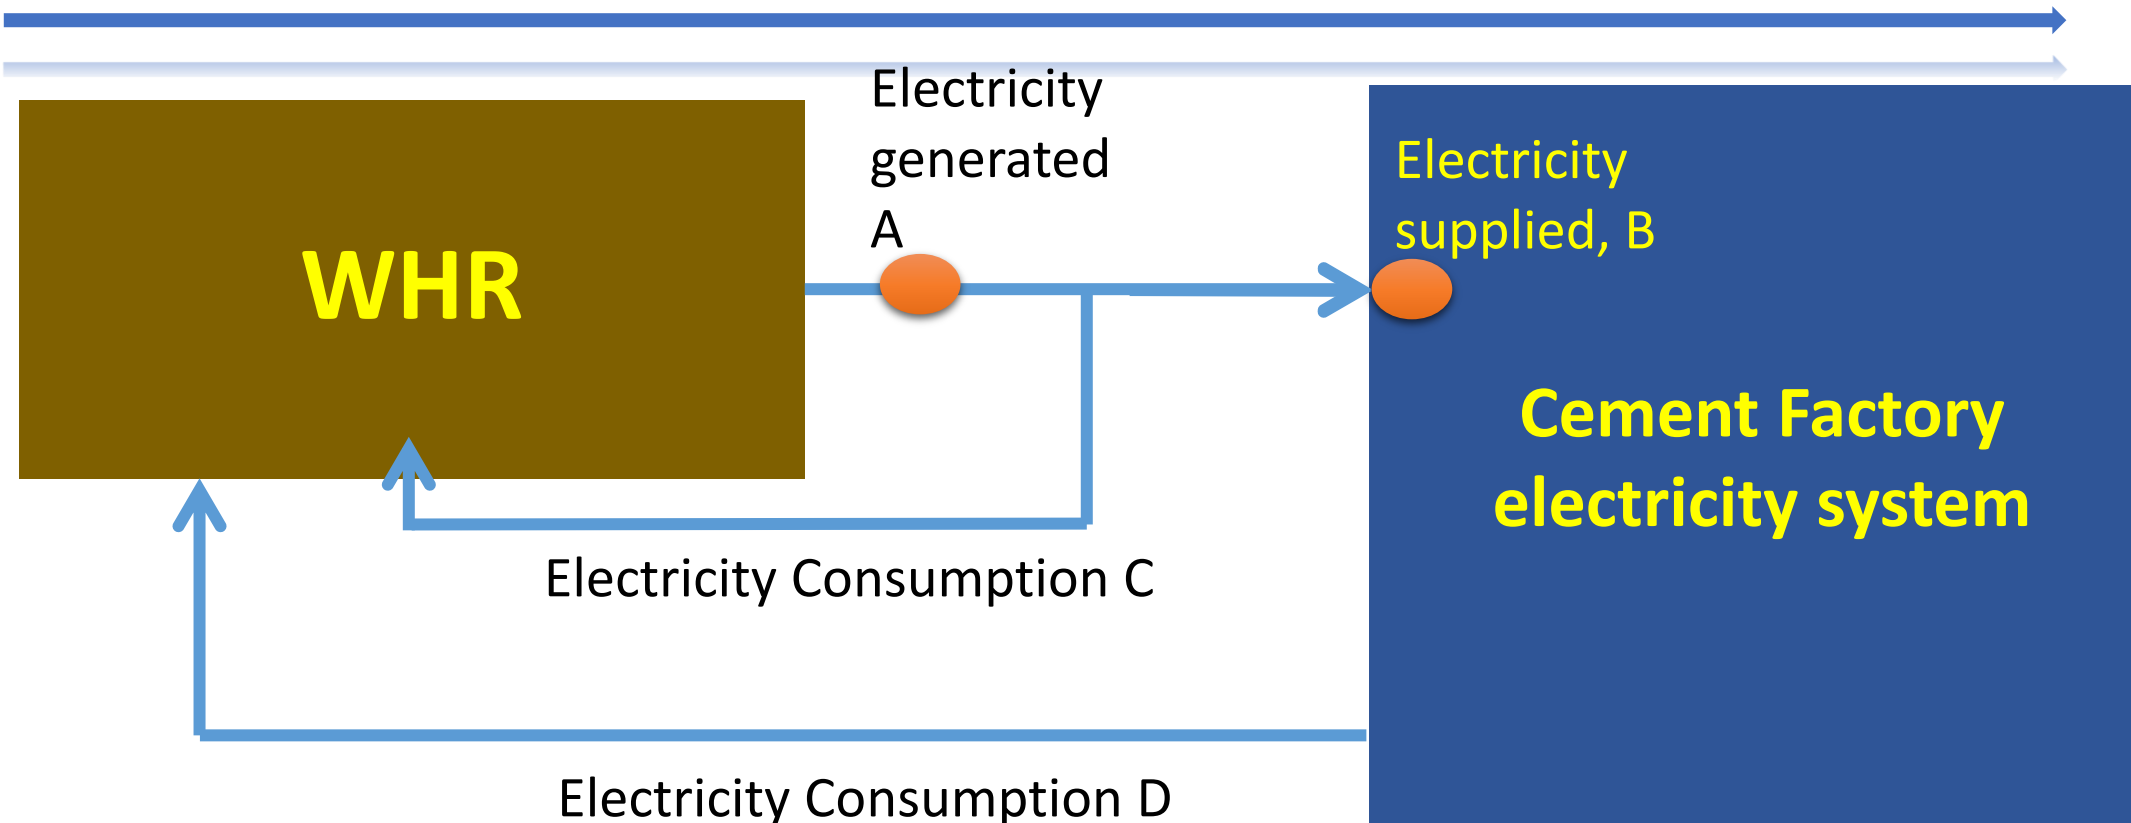 Electricity
generated
A
Electricity
supplied, B
WHR
Cement Factory
electricity system
Electricity Consumption C
Electricity Consumption D